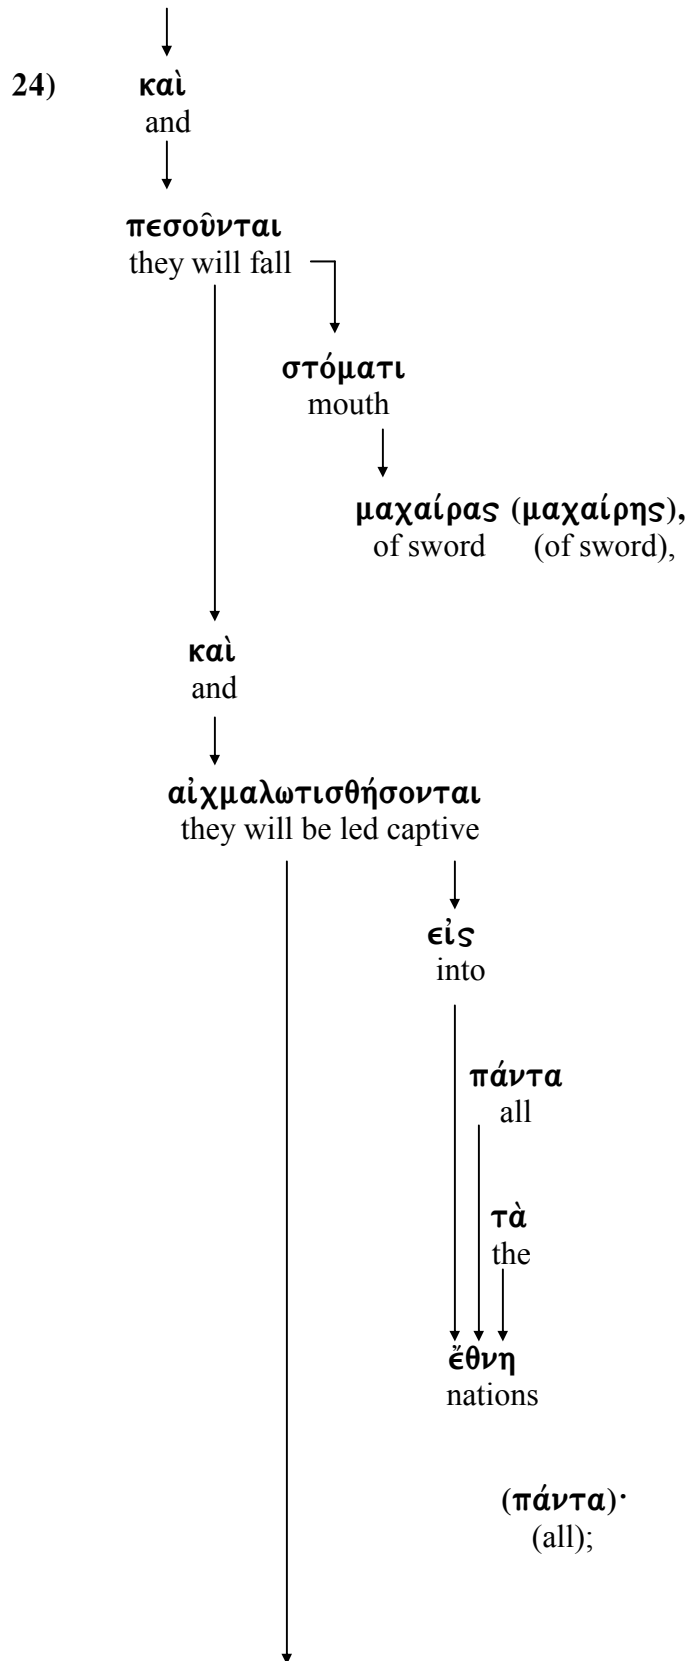 24) καὶ
and
πεσοῦνται
they will fall
στόματι
mouth
μαχαίρας (μαχαίρης),
of sword (of sword),
καὶ
and
αἰχμαλωτισθήσονται
they will be led captive
εἰς
into
πάντα
all
τὰ
the
ἔθνη
nations
(πάντα)·
(all);